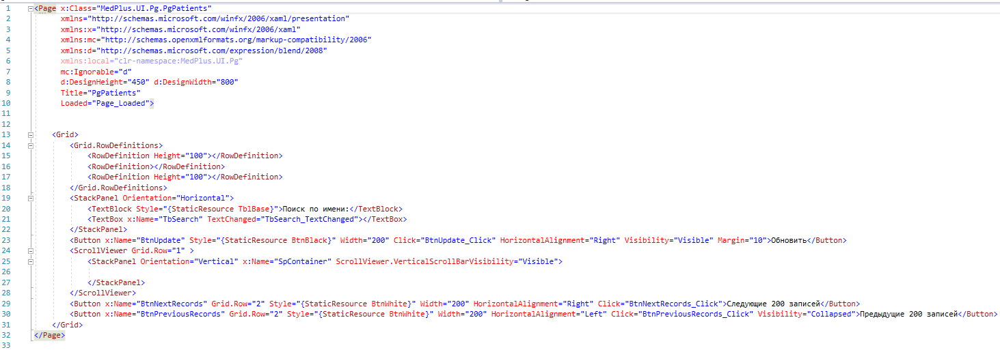 1 <Page x:Class="MedPlus.UI.Pg.PgPatients"
2 xmlns="http://schemas.microsoft.com/winfx/2006/xaml/presentation"
3 xmlns:x="http://schemas.microsoft.com/winfx/2006/xaml"
4 xmlns:mc="http://schemas.openxmlformats.org/markup-compatibility/2006"
5 xmlns:d="http://schemas.microsoft.com/expression/blend/2008"
6 xmlns:local="clr-namespace:MedPlus.UI.Pg"
7 mc:Ignorable="d"
8 d:DesignHeight="450" d:DesignWidth="800"
9 Title="PgPatients"
10 Loaded="Page_Loaded">
11
12
13 <Grid>
14 <Grid.RowDefinitions>
15 <RowDefinition Height="100"></RowDefinition>
16 <RowDefinition></RowDefinition>
17 <RowDefinition Height="100"></RowDefinition>
18 </Grid.RowDefinitions>
19 <StackPanel Orientation="Horizontal">
20 <TextBlock Style="{StaticResource TblBase}">Поиск по имени:</TextBlock>
21 <TextBox x:Name="TbSearch" TextChanged="TbSearch_TextChanged"></TextBox>
22 </StackPanel>
23 <Button x:Name="BtnUpdate" Style="{StaticResource BtnBlack}" Width="200" Click="BtnUpdate_Click" HorizontalAlignment="Right" Visibility="Visible" Margin="10">Обновить</Button>
24 <ScrollViewer Grid.Row="1" >
25 <StackPanel Orientation="Vertical" x:Name="SpContainer" ScrollViewer.VerticalScrollBarVisibility="Visible">
26
27 </StackPanel>
28 </ScrollViewer>
29 <Button x:Name="BtnNextRecords" Grid.Row="2" Style="{StaticResource BtnWhite}" Width="200" HorizontalAlignment="Right" Click="BtnNextRecords_Click">Следующие 200 записей</Button>
30 <Button x:Name="BtnPreviousRecords" Grid.Row="2" Style="{StaticResource BtnWhite}" Width="200" HorizontalAlignment="Left" Click="BtnPreviousRecords_Click" Visibility="Collapsed">Предыдущие 200 записей</Button>
31 </Grid>
32 </Page>
33